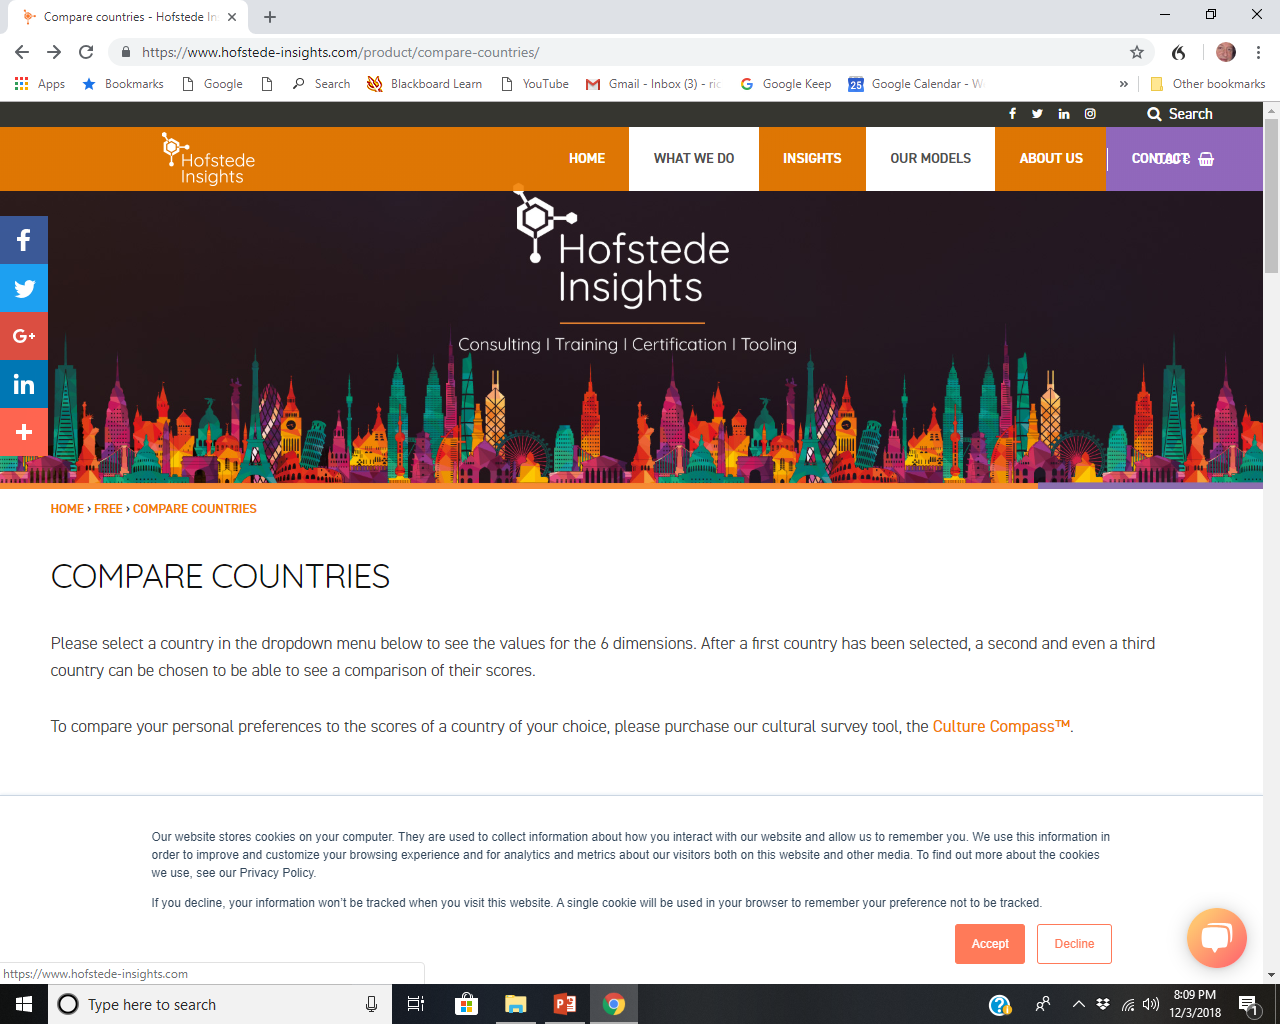 Compare countries - Hofstede In
https://www.hofstede-insights.com/product/compare-countries/
Apps Bookmarks Google Search Blackboard Learn YouTube Gmail - Inbox (3) - ric Google Keep 25 Google Calendar - W » Other bookmarks
Search
Hofstede
Insights
HOME WHAT WE DO INSIGHTS OUR MODELS ABOUT US CONTACT
Hofstede
Insights
Consulting | Training | Certification | Tooling
HOME › FREE › COMPARE COUNTRIES
COMPARE COUNTRIES
Please select a country in the dropdown menu below to see the values for the 6 dimensions. After a first country has been selected, a second and even a third
country can be chosen to be able to see a comparison of their scores.
To compare your personal preferences to the scores of a country of your choice, please purchase our cultural survey tool, the Culture Compass™.
Our website stores cookies on your computer. They are used to collect information about how you interact with our website and allow us to remember you. We use this information in
order to improve and customize your browsing experience and for analytics and metrics about our visitors both on this website and other media. To find out more about the cookies
we use, see our Privacy Policy.
If you decline, your information won't be tracked when you visit this website. A single cookie will be used in your browser to remember your preference not to be tracked.
Accept Decline
https://www.hofstede-insights.com
Type here to search
8:09 PM
12/3/2018
1